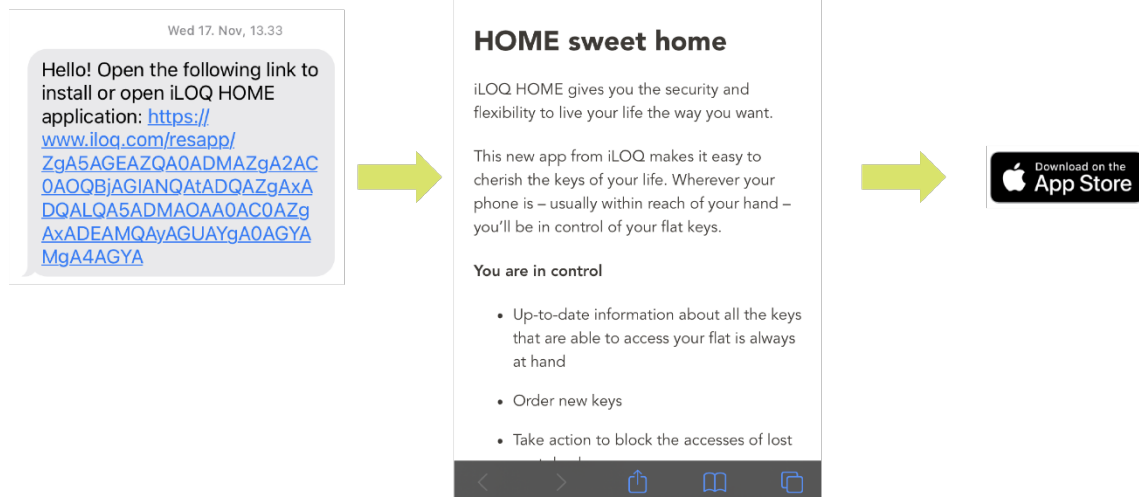 Wed 17. Nov, 13.33
Hello! Open the following link to
install or open iLOQ HOME
application: https://
www.iloq.com/resapp/
ZgA5AGEAZQA0ADMAZgA2AC
0AOQBjAGIANQAtADQAZgAxA
DQALQA5ADMAOAA0AC0AZg
AxADEAMQAyAGUAYgA0AGYA
MgA4AGYA
HOME sweet home
iLOQ HOME gives you the security and
flexibility to live your life the way you want.
This new app from iLOQ makes it easy to
cherish the keys of your life. Wherever your
phone is – usually within reach of your hand –
you'll be in control of your flat keys.
You are in control
• Up-to-date information about all the keys
that are able to access your flat is always
at hand
• Order new keys
• Take action to block the accesses of lost
Download on the
App Store